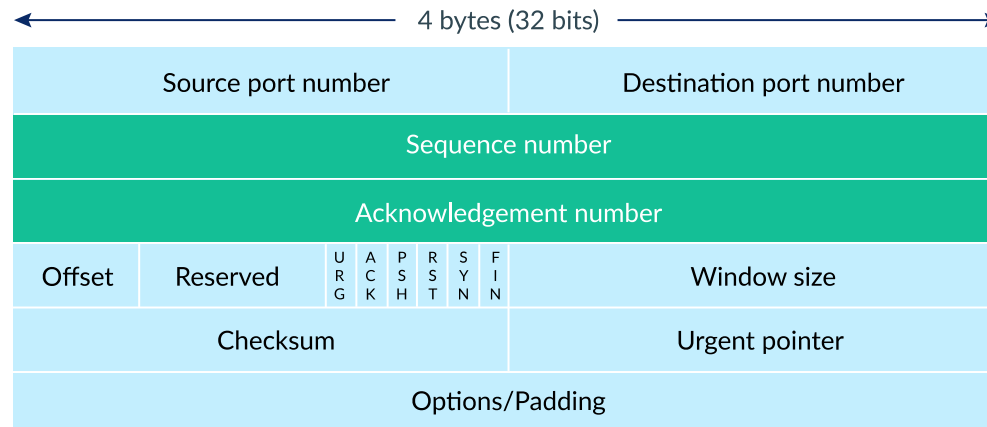 4 bytes (32 bits)
Source port number Destination port number
Sequence number
Acknowledgement number
Offset Reserved URG ACK PSH RST SYN FIN Window size
Checksum Urgent pointer
Options/Padding